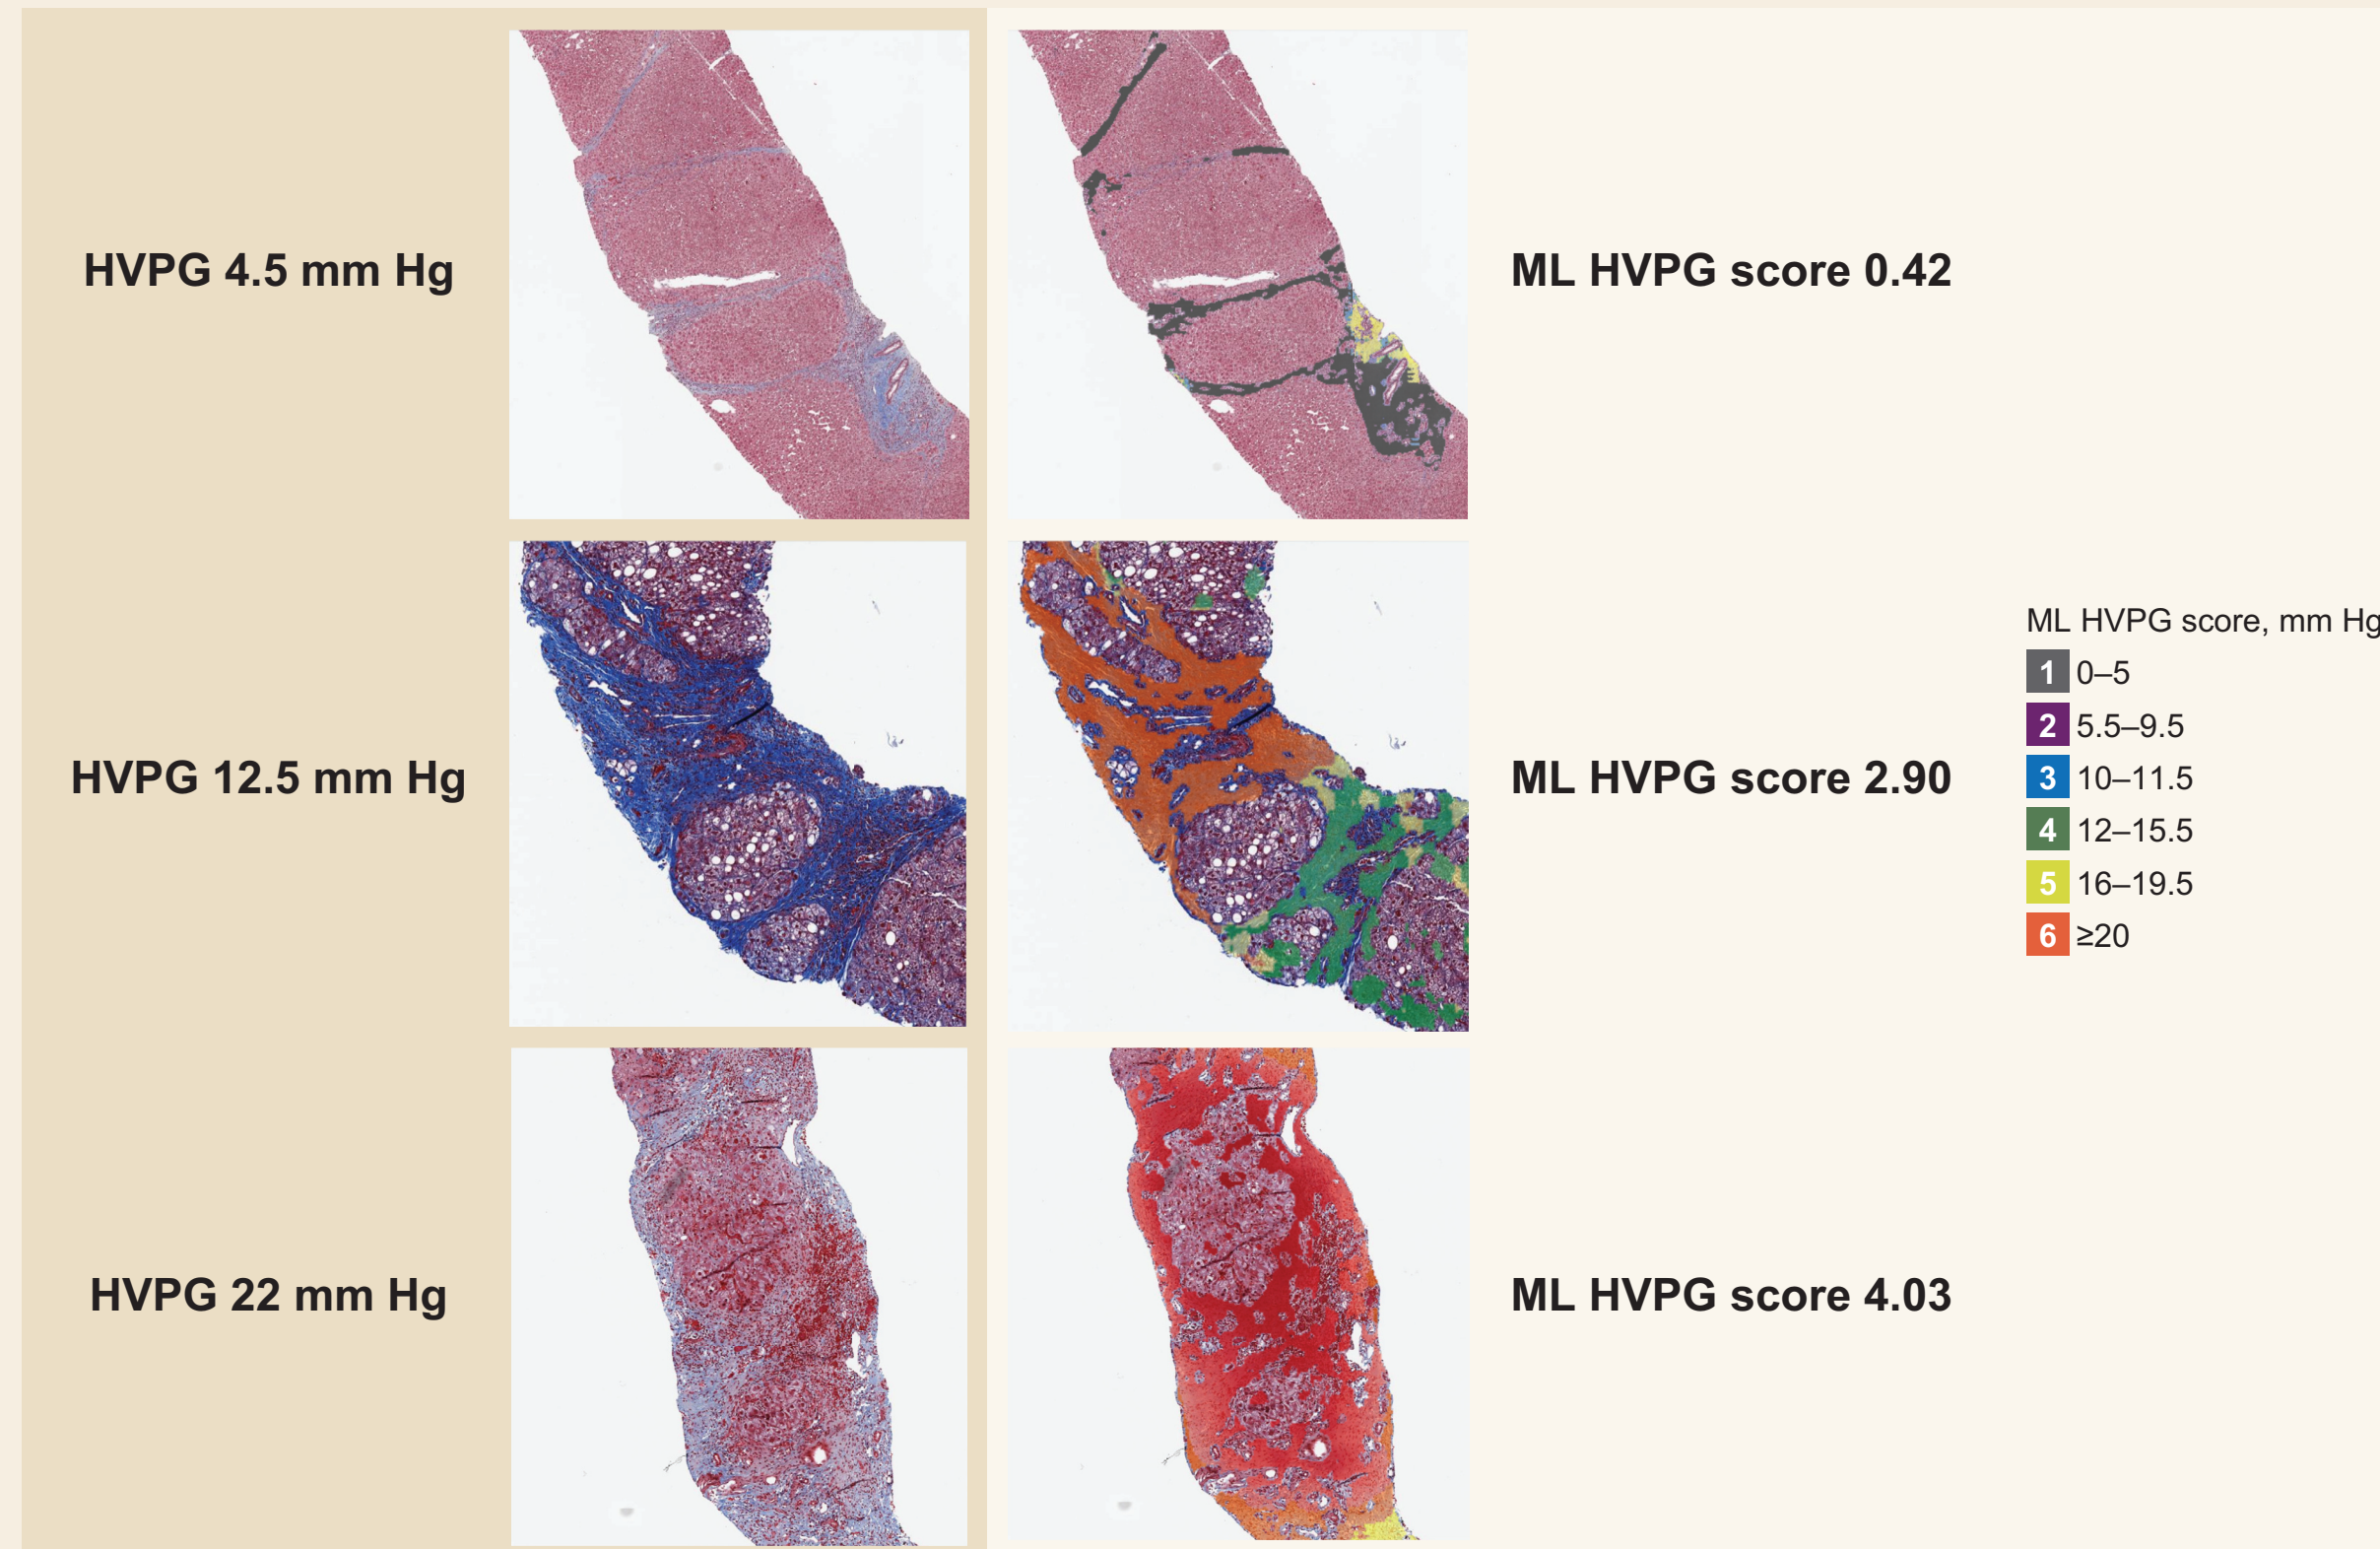 HVPG 4.5 mm Hg
ML HVPG score 0.42
HVPG 12.5 mm Hg
ML HVPG score 2.90
HVPG 22 mm Hg
ML HVPG score 4.03
ML HVPG score, mm Hg
1 0–5
2 5.5–9.5
3 10–11.5
4 12–15.5
5 16–19.5
6 ≥20